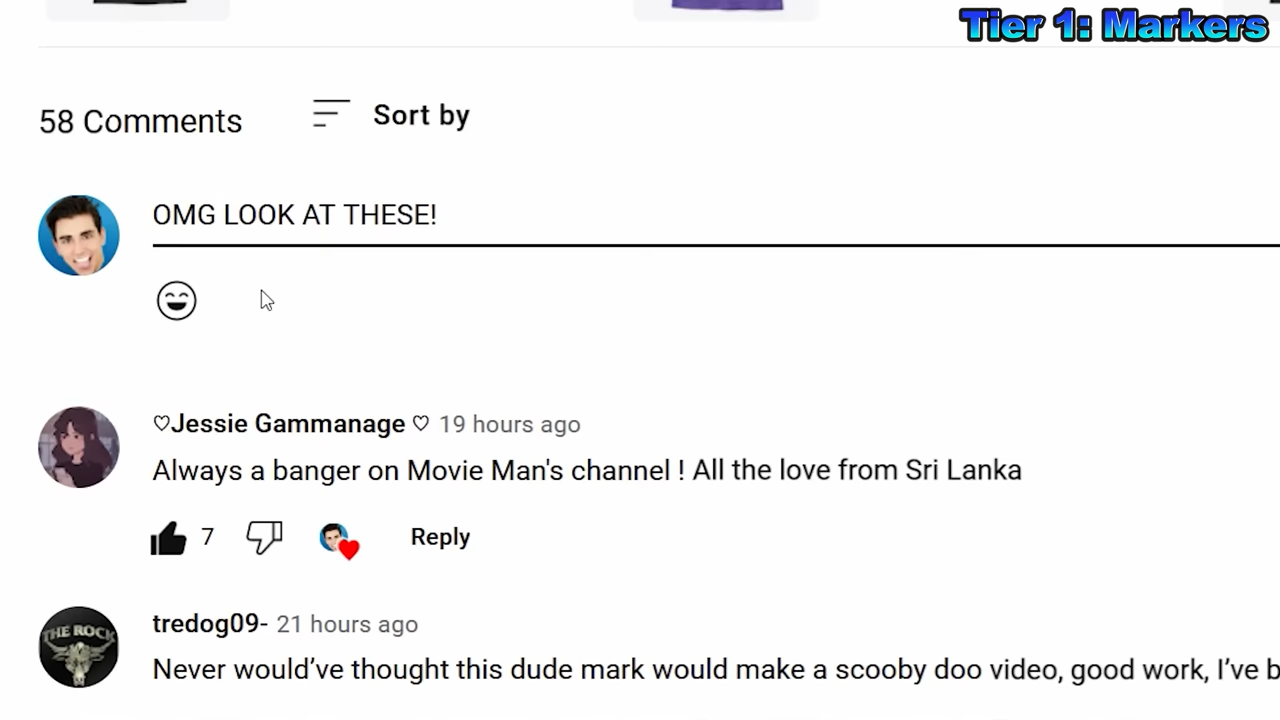 Tier 1: Markers
58 Comments
Sort by
OMG LOOK AT THESE!
♡Jessie Gammanage ♡ 19 hours ago
Always a banger on Movie Man's channel ! All the love from Sri Lanka
7
Reply
THE ROCK
tredog09- 21 hours ago
Never would’ve thought this dude mark would make a scooby doo video, good work, I’ve b